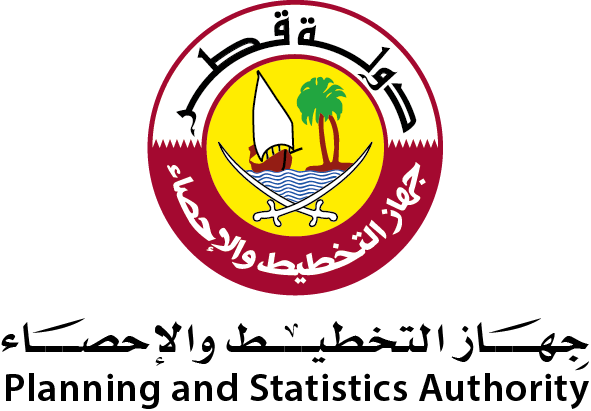 دولة قطر
جهاز التخطيط والإحصاء
جهاز التخطيط والإحصاء
Planning and Statistics Authority